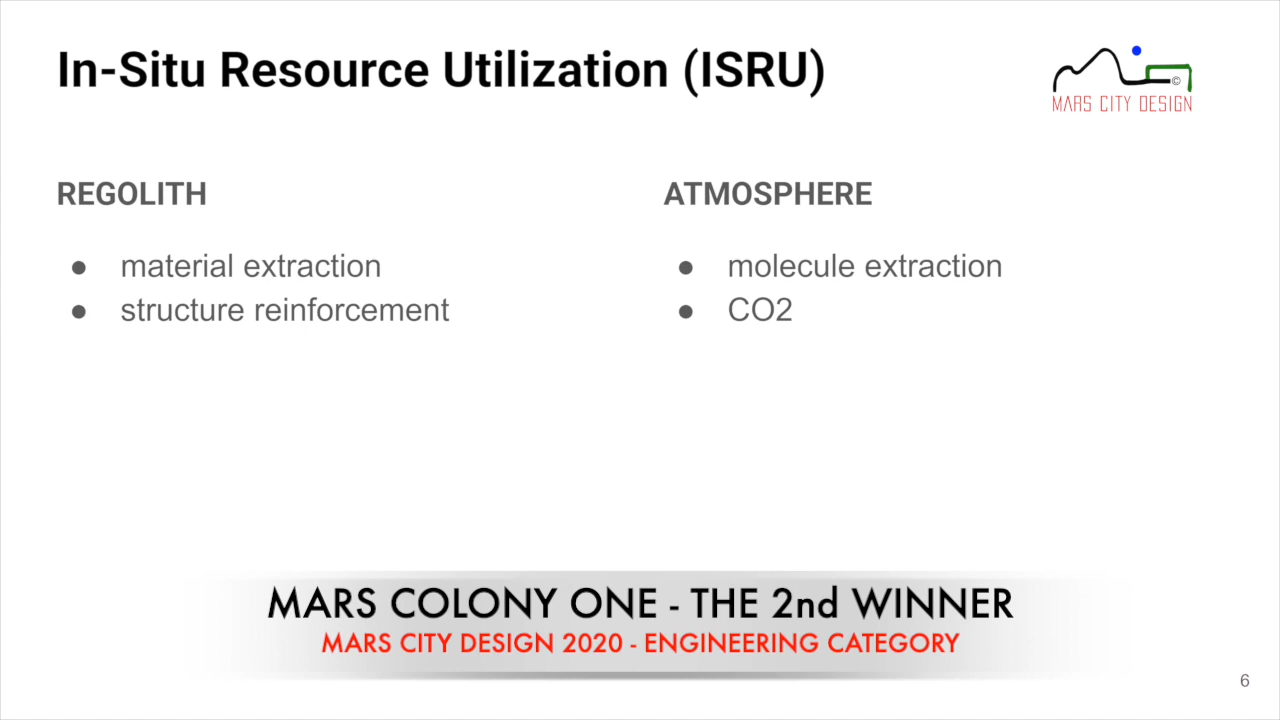 In-Situ Resource Utilization (ISRU)
©
MARS CITY DESIGN
REGOLITH
● material extraction
● structure reinforcement
ATMOSPHERE
● molecule extraction
● CO2
MARS COLONY ONE - THE 2nd WINNER
MARS CITY DESIGN 2020 - ENGINEERING CATEGORY
6